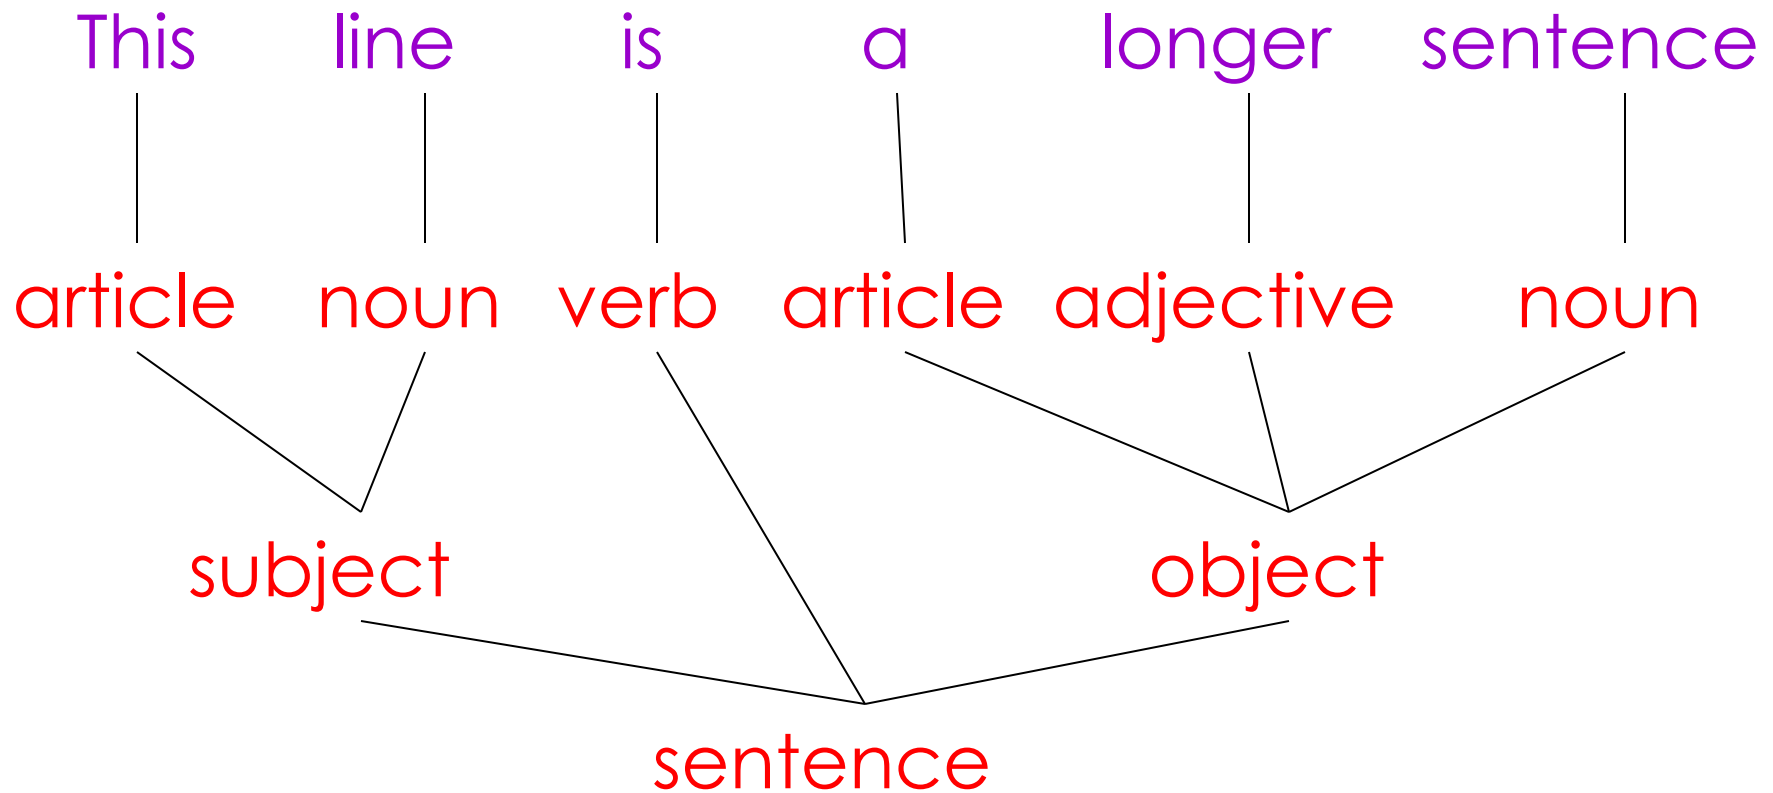 This line is a longer sentence
article noun verb article adjective noun
subject object
sentence